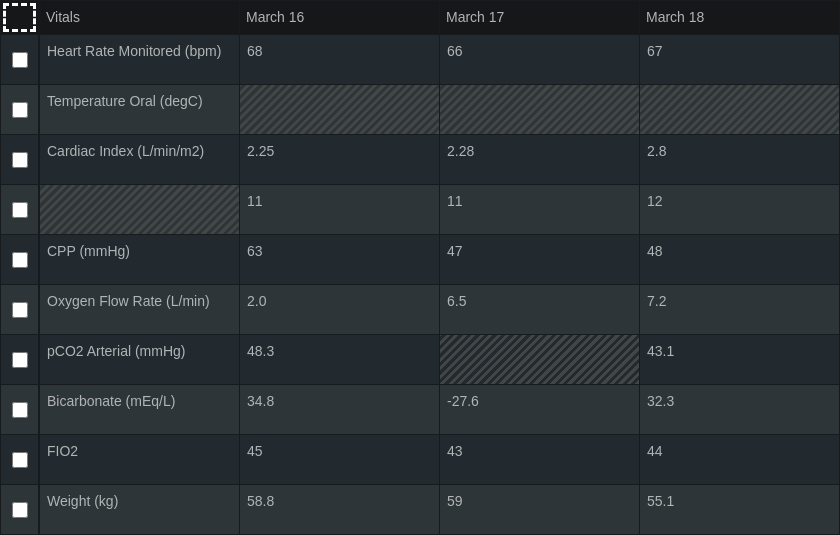 Vitals March 16 March 17 March 18
Heart Rate Monitored (bpm) 68 66 67
Temperature Oral (degC)
Cardiac Index (L/min/m2) 2.25 2.28 2.8
11 11 12
CPP (mmHg) 63 47 48
Oxygen Flow Rate (L/min) 2.0 6.5 7.2
pCO2 Arterial (mmHg) 48.3 43.1
Bicarbonate (mEq/L) 34.8 -27.6 32.3
FIO2 45 43 44
Weight (kg) 58.8 59 55.1